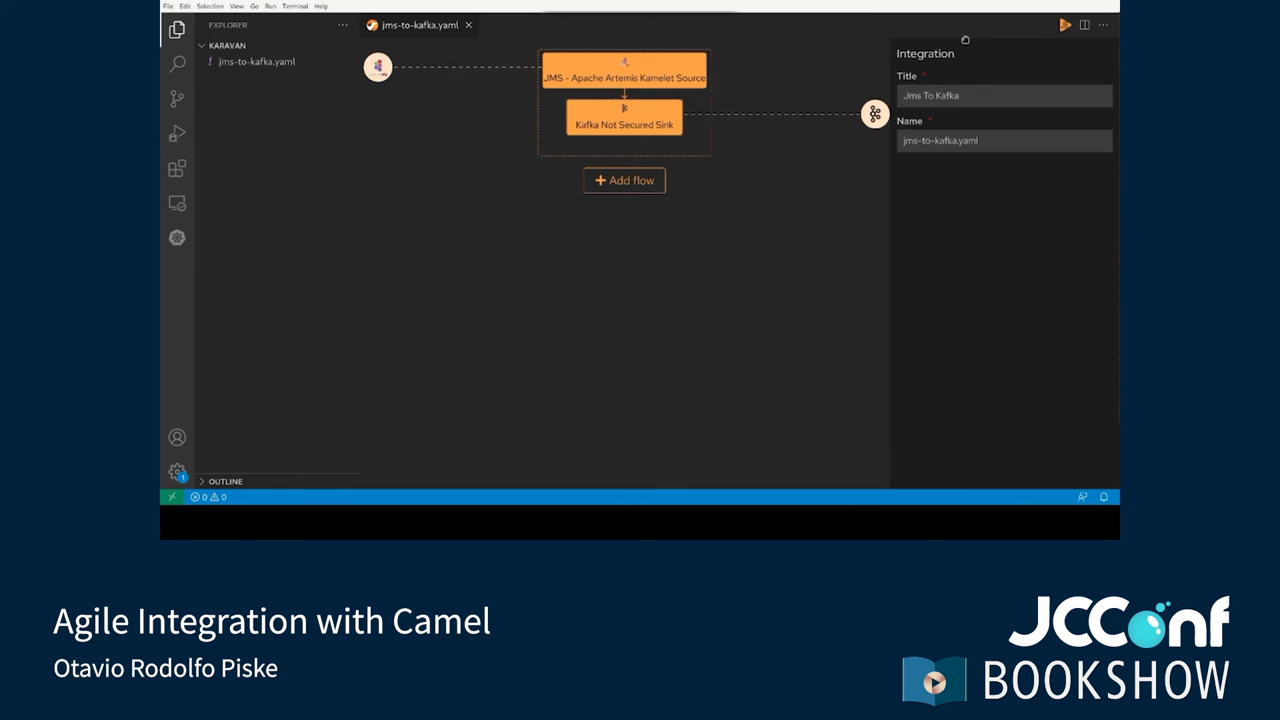 File Edit Selection View Go Run Terminal Help
EXPLORER
jms-to-kafka.yaml
KARAVAN
jms-to-kafka.yaml
JMS - Apache Artemis Kamelet Source
Kafka Not Secured Sink
+ Add flow
Integration
Title *
Jms To Kafka
Name *
jms-to-kafka.yaml
OUTLINE
1
0 0
Agile Integration with Camel
Otavio Rodolfo Piske
JCConf
BOOKSHOW